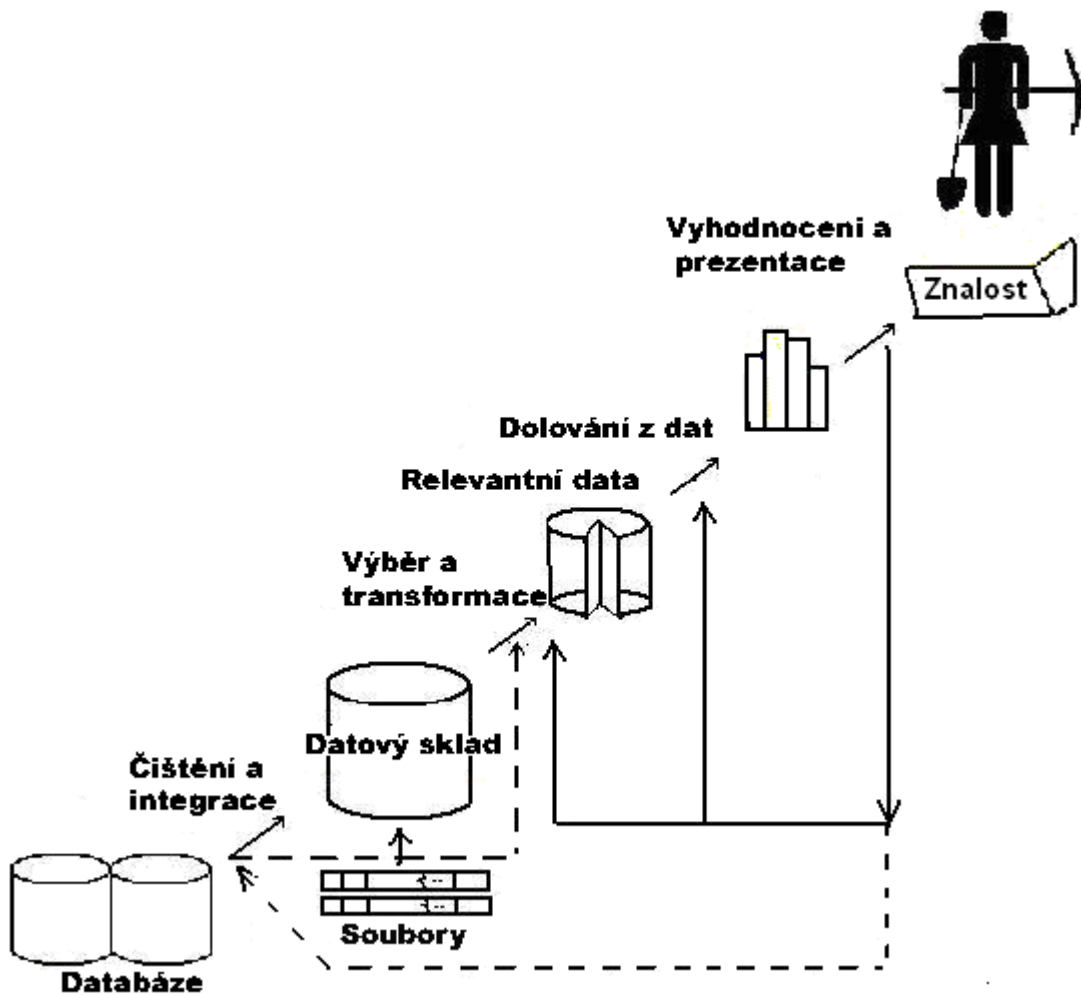 Vyhodnocení a
prezentace
Znalost
Dolování z dat
Relevantní data
Výběr a
transformace
Datový sklad
Čištění a
integrace
Soubory
Databáze